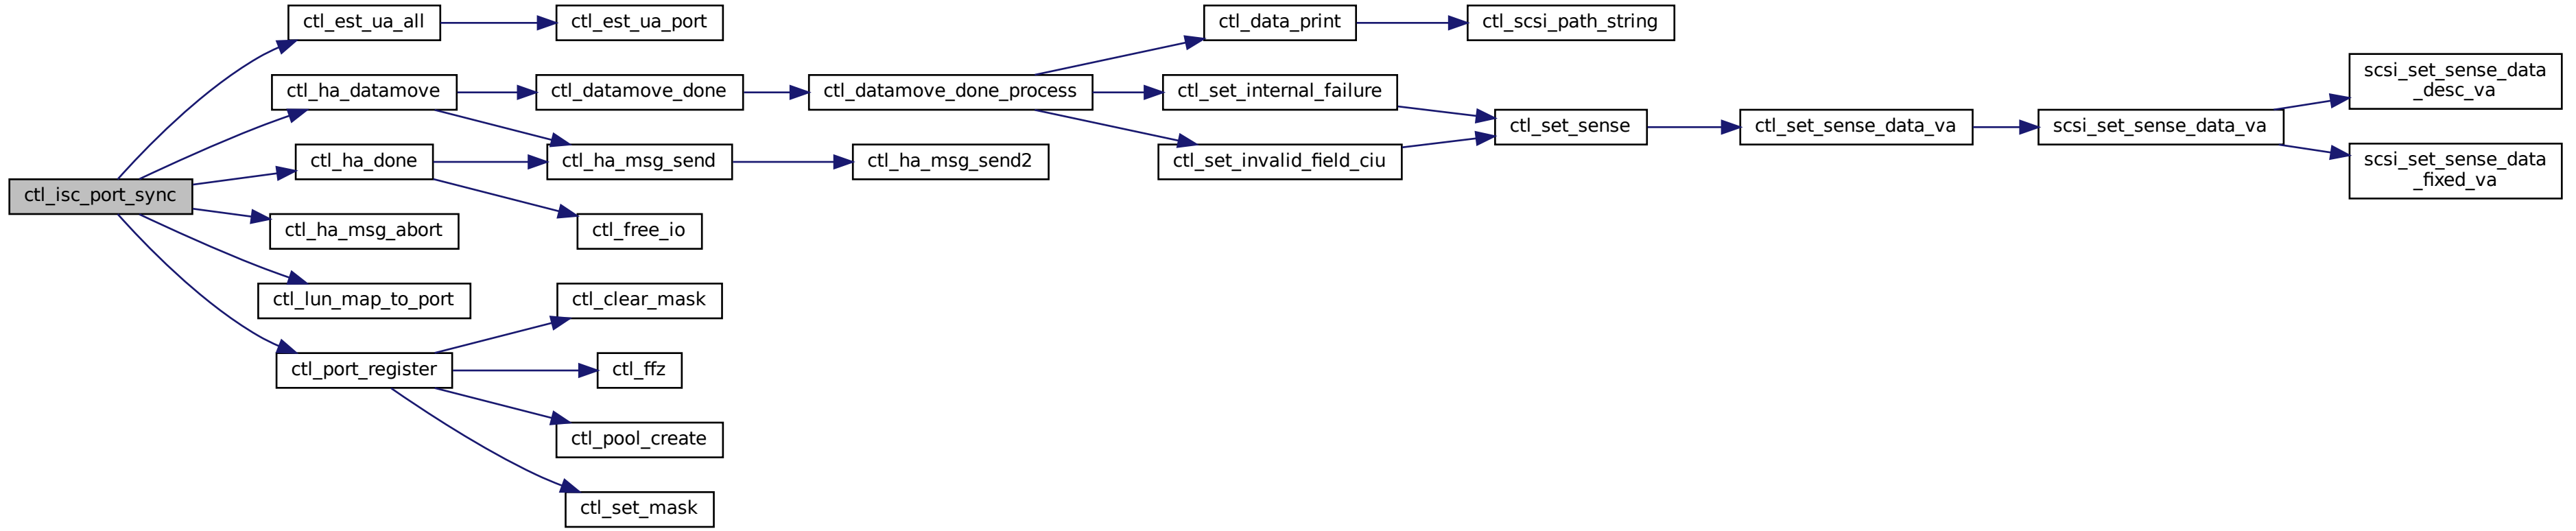 ctl_isc_port_sync
ctl_est_ua_all
ctl_est_ua_port
ctl_ha_datamove
ctl_datamove_done
ctl_datamove_done_process
ctl_data_print
ctl_scsi_path_string
ctl_set_internal_failure
ctl_set_invalid_field_ciu
ctl_set_sense
ctl_set_sense_data_va
scsi_set_sense_data_va
scsi_set_sense_data
_desc_va
scsi_set_sense_data
_fixed_va
ctl_ha_done
ctl_ha_msg_send
ctl_ha_msg_send2
ctl_free_io
ctl_ha_msg_abort
ctl_lun_map_to_port
ctl_port_register
ctl_clear_mask
ctl_ffz
ctl_pool_create
ctl_set_mask